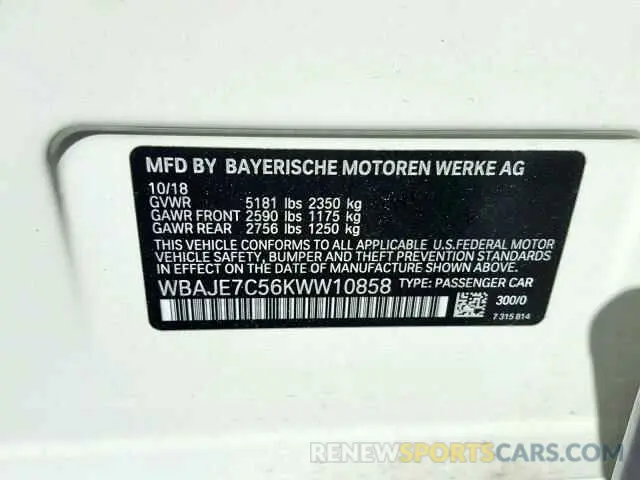 MFD BY BAYERISCHE MOTOREN WERKE AG
10/18
GVWR 5181 lbs 2350 kg
GAWR FRONT 2590 lbs 1175 kg
GAWR REAR 2756 lbs 1250 kg
THIS VEHICLE CONFORMS TO ALL APPLICABLE U.S.FEDERAL MOTOR
VEHICLE SAFETY, BUMPER AND THEFT PREVENTION STANDARDS
IN EFFECT ON THE DATE OF MANUFACTURE SHOWN ABOVE.
WBAJE7C56KWW10858 TYPE: PASSENGER CAR
300/0
7 315 814
RENEWSPORTSCARS.COM